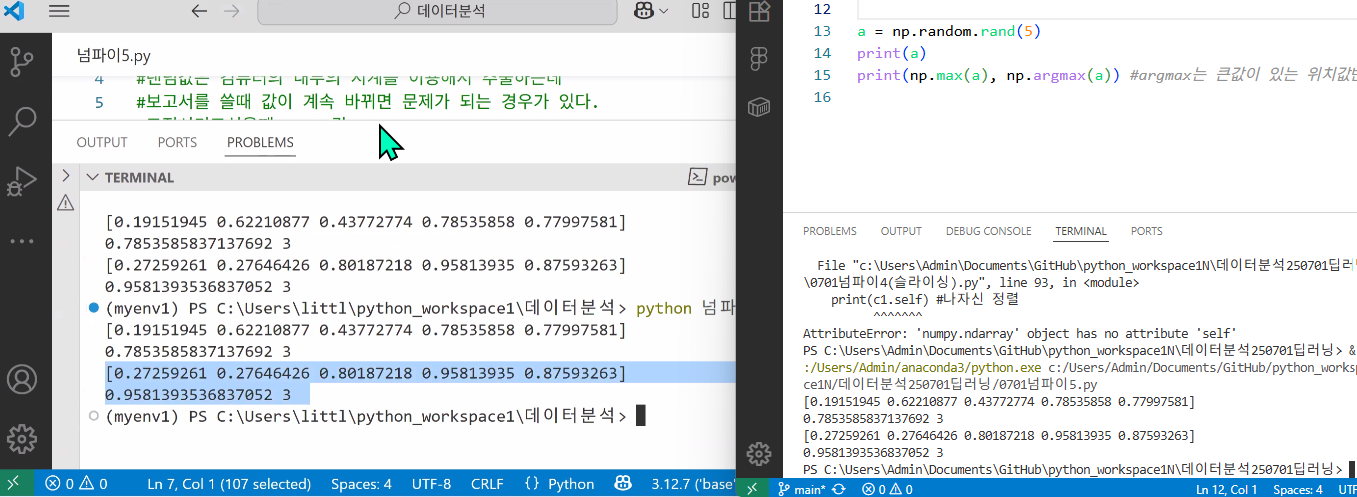 데이터분석
넘파이5.py
4 #랜덤값은 컴퓨터의 내부의 시계를 이용해서 추출하는데
5 #보고서를 쓸때 값이 계속 바뀌면 문제가 되는 경우가 있다.
OUTPUT PORTS PROBLEMS
TERMINAL
pow
[0.19151945 0.62210877 0.43772774 0.78535858 0.77997581]
0.7853585837137692 3
[0.27259261 0.27646426 0.80187218 0.95813935 0.87593263]
0.9581393536837052 3
(myenv1) PS C:\Users\littl\python_workspace1\데이터분석> python 넘파
[0.19151945 0.62210877 0.43772774 0.78535858 0.77997581]
0.7853585837137692 3
[0.27259261 0.27646426 0.80187218 0.95813935 0.87593263]
0.9581393536837052 3
(myenv1) PS C:\Users\littl\python_workspace1\데이터분석>
0 0 Ln 7, Col 1 (107 selected) Spaces: 4 UTF-8 CRLF {} Python 3.12.7 ('base'
12
13 a = np.random.rand(5)
14 print(a)
15 print(np.max(a), np.argmax(a)) #argmax는 큰값이 있는 위치값
16
PROBLEMS OUTPUT DEBUG CONSOLE TERMINAL PORTS
File "c:\Users\Admin\Documents\GitHub\python_workspace1N\데이터분석250701딥러닝
\0701넘파이4(슬라이싱).py", line 93, in <module>
print(c1.self) #나자신 정렬
^^^^^^^
AttributeError: 'numpy.ndarray' object has no attribute 'self'
PS C:\Users\Admin\Documents\GitHub\python_workspace1N\데이터분석250701딥러닝> &
:/Users/Admin/anaconda3/python.exe c:/Users/Admin/Documents/GitHub/python_worksp
ce1N/데이터분석250701딥러닝/0701넘파이5.py
[0.19151945 0.62210877 0.43772774 0.78535858 0.77997581]
0.7853585837137692 3
[0.27259261 0.27646426 0.80187218 0.95813935 0.87593263]
0.9581393536837052 3
PS C:\Users\Admin\Documents\GitHub\python_workspace1N\데이터분석250701딥러닝>
main* 0 0 Ln 12, Col 1 Spaces: 4 UTF